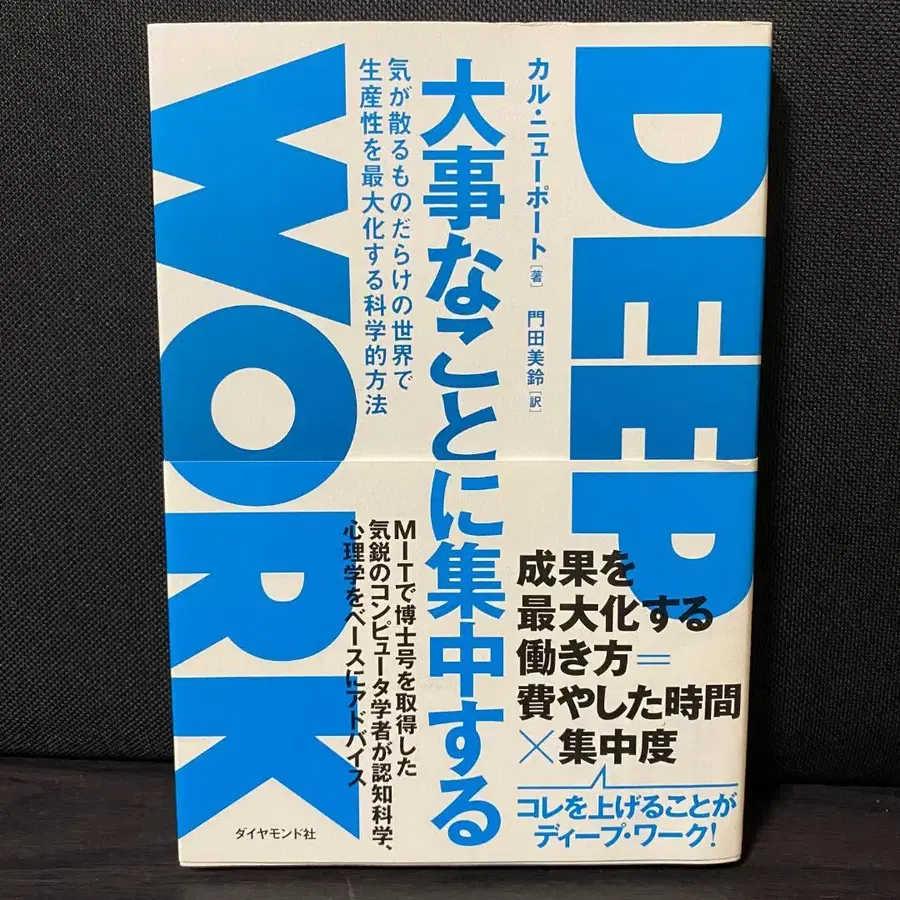 DEEP
WORK
カル・ニューポート[著] 門田美鈴[訳]
大事なことに集中する
気が散るものだらけの世界で
生産性を最大化する科学的方法
成果を
最大化する
働き方=
費やした時間
×集中度
コレを上げることが
ディープ・ワーク!
MITで博士号を取得した
気鋭のコンピュータ学者が認知科学、
心理学をベースにアドバイス
ダイヤモンド社